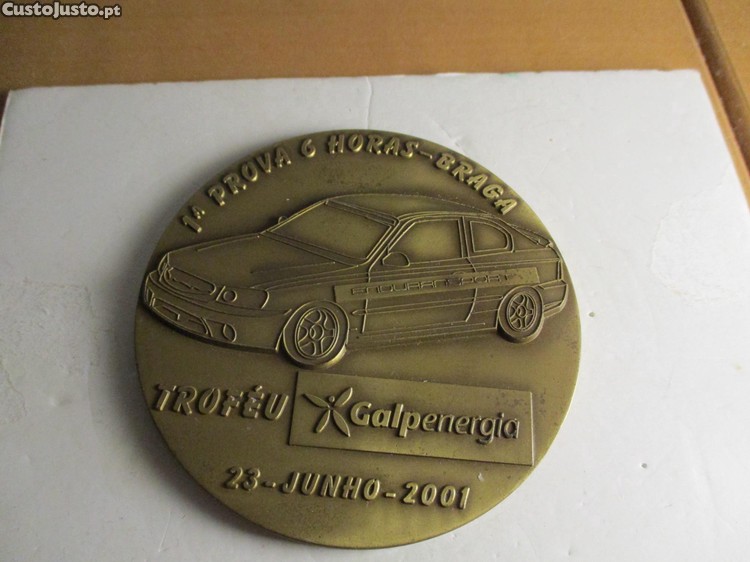 CustoJusto.pt
1ª PROVA 6 HORAS-BRAGA
TROFÉU Galpenergia
23-JUNHO-2001